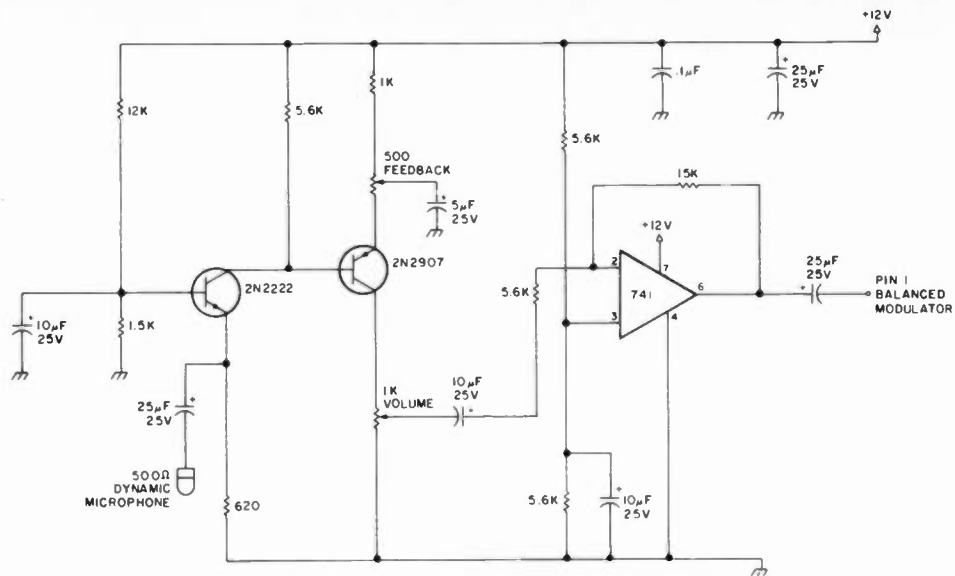 +12V
1K
.1µF
25µF
25V
12K
5.6K
5.6K
500
FEEDBACK
15K
5µF
25V
+12V
2N2907
2N2222
2
7
741
6
3
4
25µF
25V
PIN 1
BALANCED
MODULATOR
5.6K
10µF
25V
1.5K
1K
VOLUME
10µF
25V
25µF
25V
500Ω
DYNAMIC
MICROPHONE
620
5.6K
10µF
25V